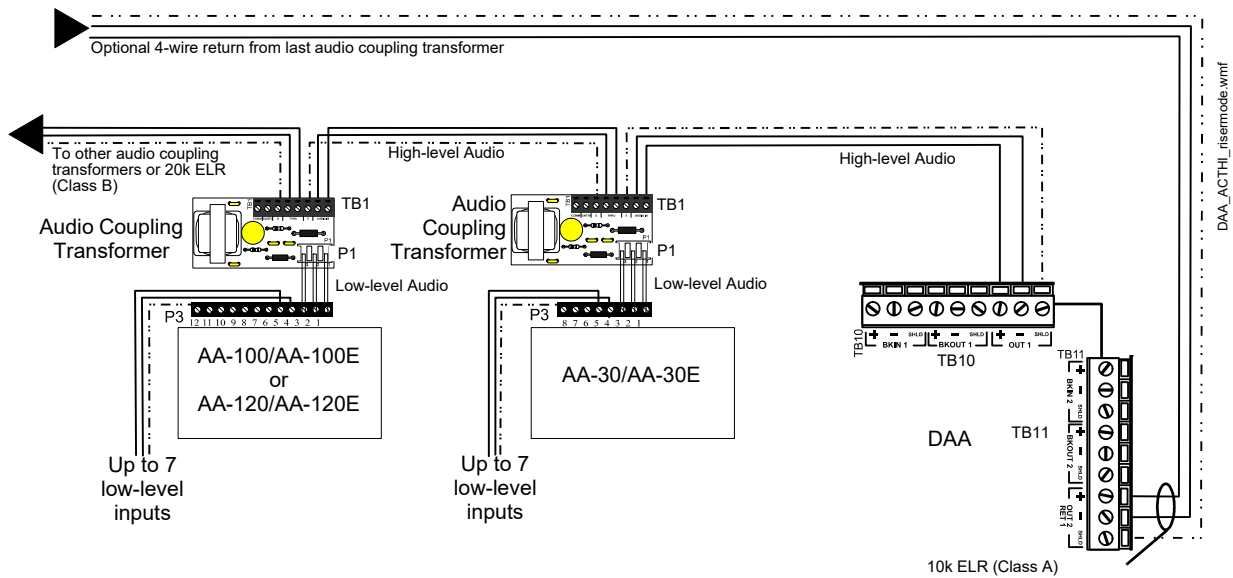 Optional 4-wire return from last audio coupling transformer
DAA_ACTHI_risermode.wmf
To other audio coupling
transformers or 20k ELR
(Class B)
High-level Audio
High-level Audio
TB1
TB1
Audio Coupling
Transformer
P1
TB1
TB1
Audio
Coupling
Transformer
P1
P1
P1
Low-level Audio
Low-level Audio
P3
12 11 10 9 8 7 6 5 4 3 2 1
P3
8 7 6 5 4 3 2 1
AA-100/AA-100E
or
AA-120/AA-120E
AA-30/AA-30E
Up to 7
low-level
inputs
Up to 7
low-level
inputs
TB10
+ - SHLD + - SHLD + - SHLD
BKIN 1 BKOUT 1 OUT 1
TB10
TB11
+ - SHLD
BKIN 2
+ - SHLD
BKOUT 2
+ - SHLD
OUT 2
RET 1
DAA
TB11
10k ELR (Class A)